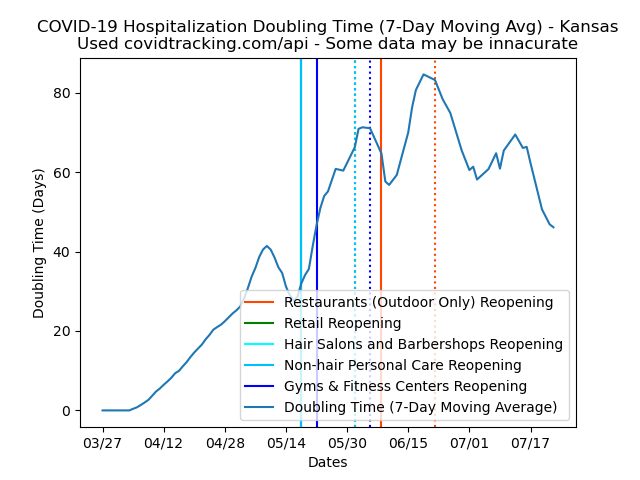 COVID-19 Hospitalization Doubling Time (7-Day Moving Avg) - Kansas
Used covidtracking.com/api - Some data may be innacurate
Doubling Time (Days)
80
60
40
20
0
Restaurants (Outdoor Only) Reopening
Retail Reopening
Hair Salons and Barbershops Reopening
Non-hair Personal Care Reopening
Gyms & Fitness Centers Reopening
Doubling Time (7-Day Moving Average)
03/27 04/12 04/28 05/14 05/30 06/15 07/01 07/17
Dates